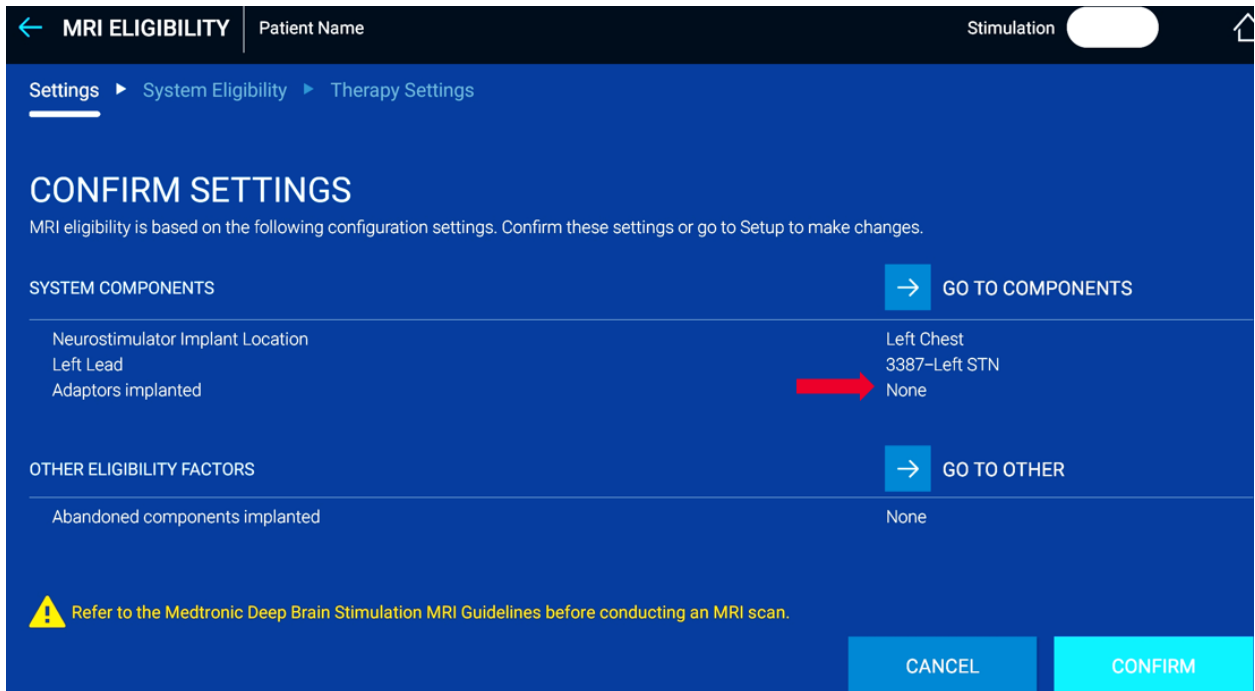 MRI ELIGIBILITY Patient Name Stimulation
Settings System Eligibility Therapy Settings
CONFIRM SETTINGS
MRI eligibility is based on the following configuration settings. Confirm these settings or go to Setup to make changes.
SYSTEM COMPONENTS GO TO COMPONENTS
Neurostimulator Implant Location Left Chest
Left Lead 3387–Left STN
Adaptors implanted None
OTHER ELIGIBILITY FACTORS GO TO OTHER
Abandoned components implanted None
Refer to the Medtronic Deep Brain Stimulation MRI Guidelines before conducting an MRI scan.
CANCEL CONFIRM